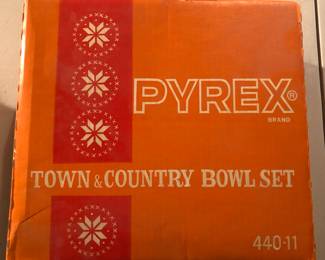 PYREX®
BRAND
TOWN & COUNTRY BOWL SET
440-11